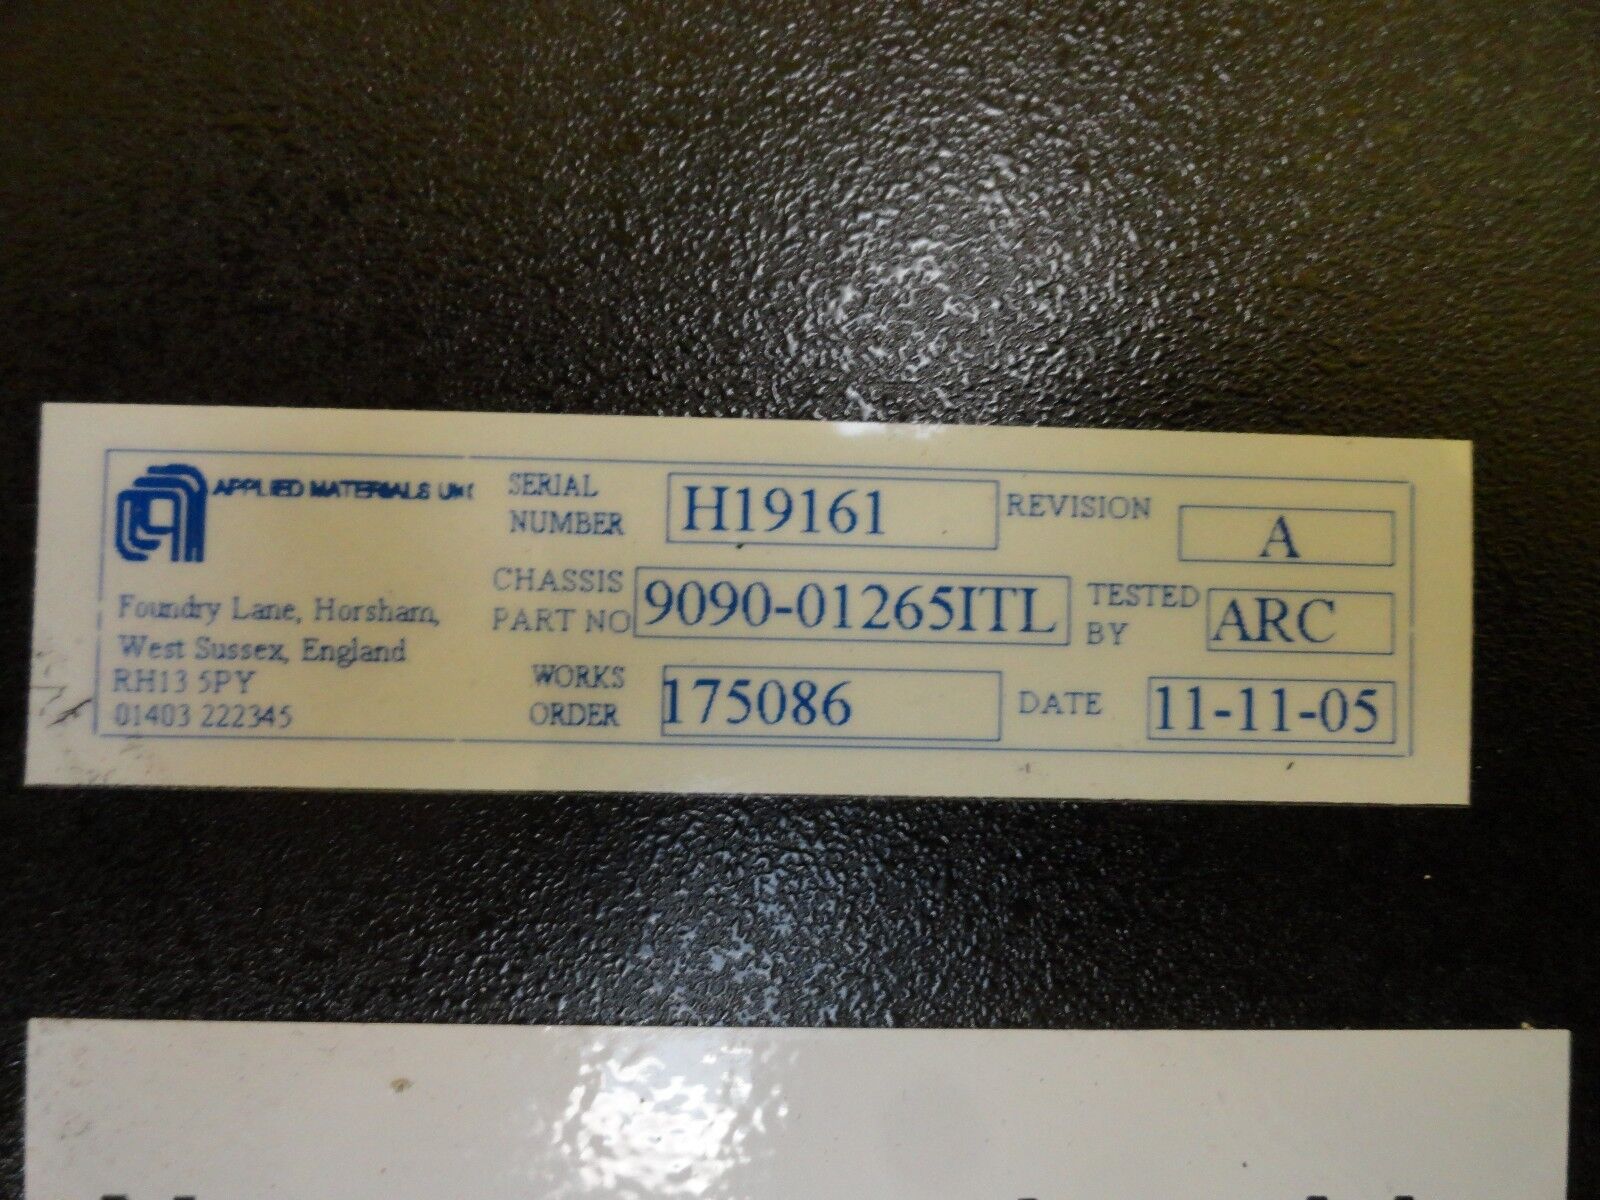 APPLIED MATERIALS
Foundry Lane, Horsham,
West Sussex, England
RH13 5PY
01403 222345
SERIAL
NUMBER
H19161
REVISION
A
CHASSIS
PART NO
9090-01265ITL
TESTED
BY
ARC
WORKS
ORDER
175086
DATE
11-11-05